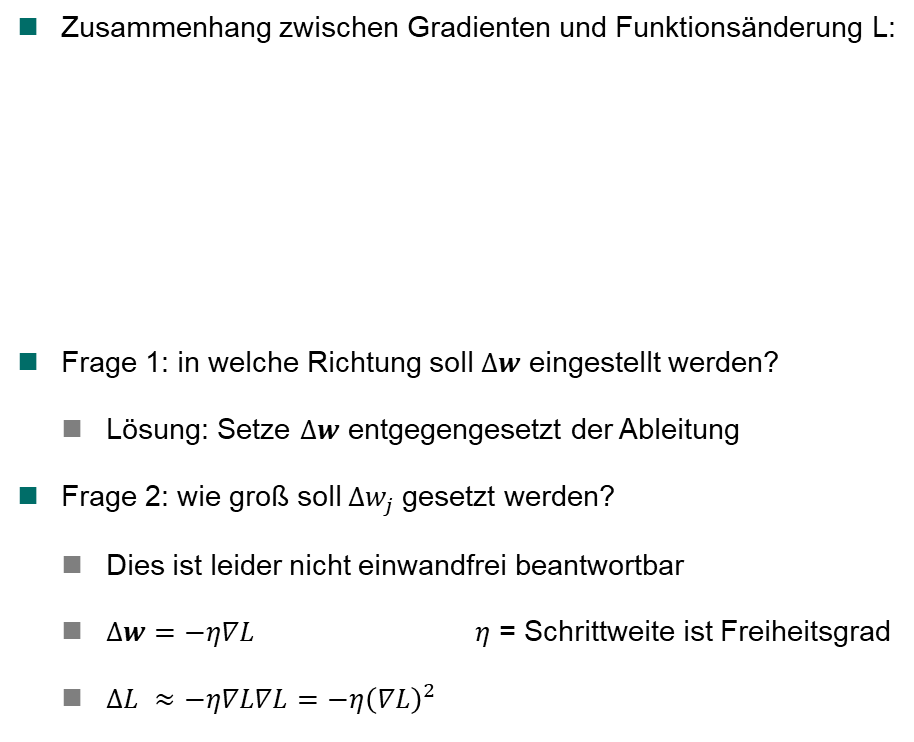 Zusammenhang zwischen Gradienten und Funktionsänderung L:
Frage 1: in welche Richtung soll Δ𝒘 eingestellt werden?
Lösung: Setze Δ𝒘 entgegengesetzt der Ableitung
Frage 2: wie groß soll Δ𝑤ⱼ gesetzt werden?
Dies ist leider nicht einwandfrei beantwortbar
Δ𝒘 = −𝜂𝛻𝐿 𝜂 = Schrittweite ist Freiheitsgrad
Δ𝐿 ≈ −𝜂𝛻𝐿𝛻𝐿 = −𝜂(𝛻𝐿)²